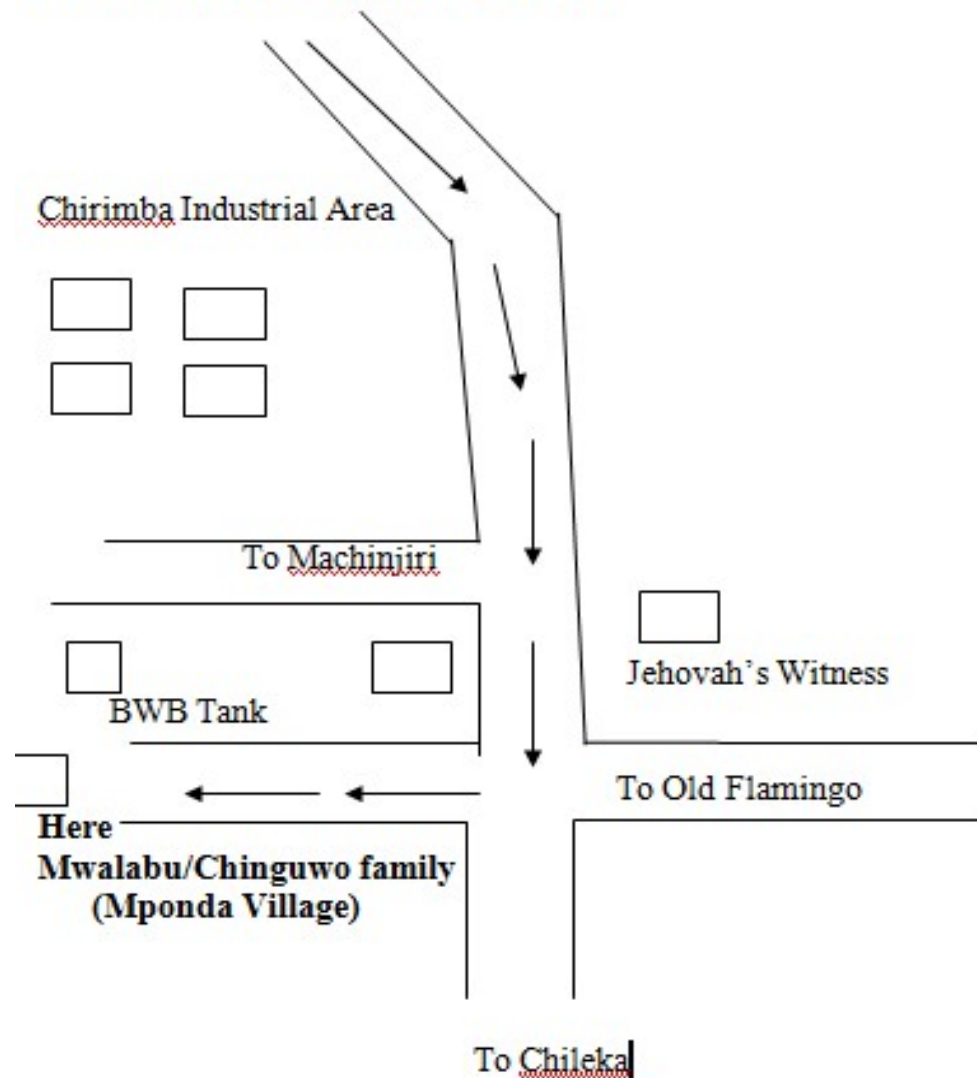 Chirimba Industrial Area
To Machinjiri
Jehovah's Witness
BWB Tank
To Old Flamingo
Here
Mwalabu/Chinguwo family
(Mponda Village)
To Chileka